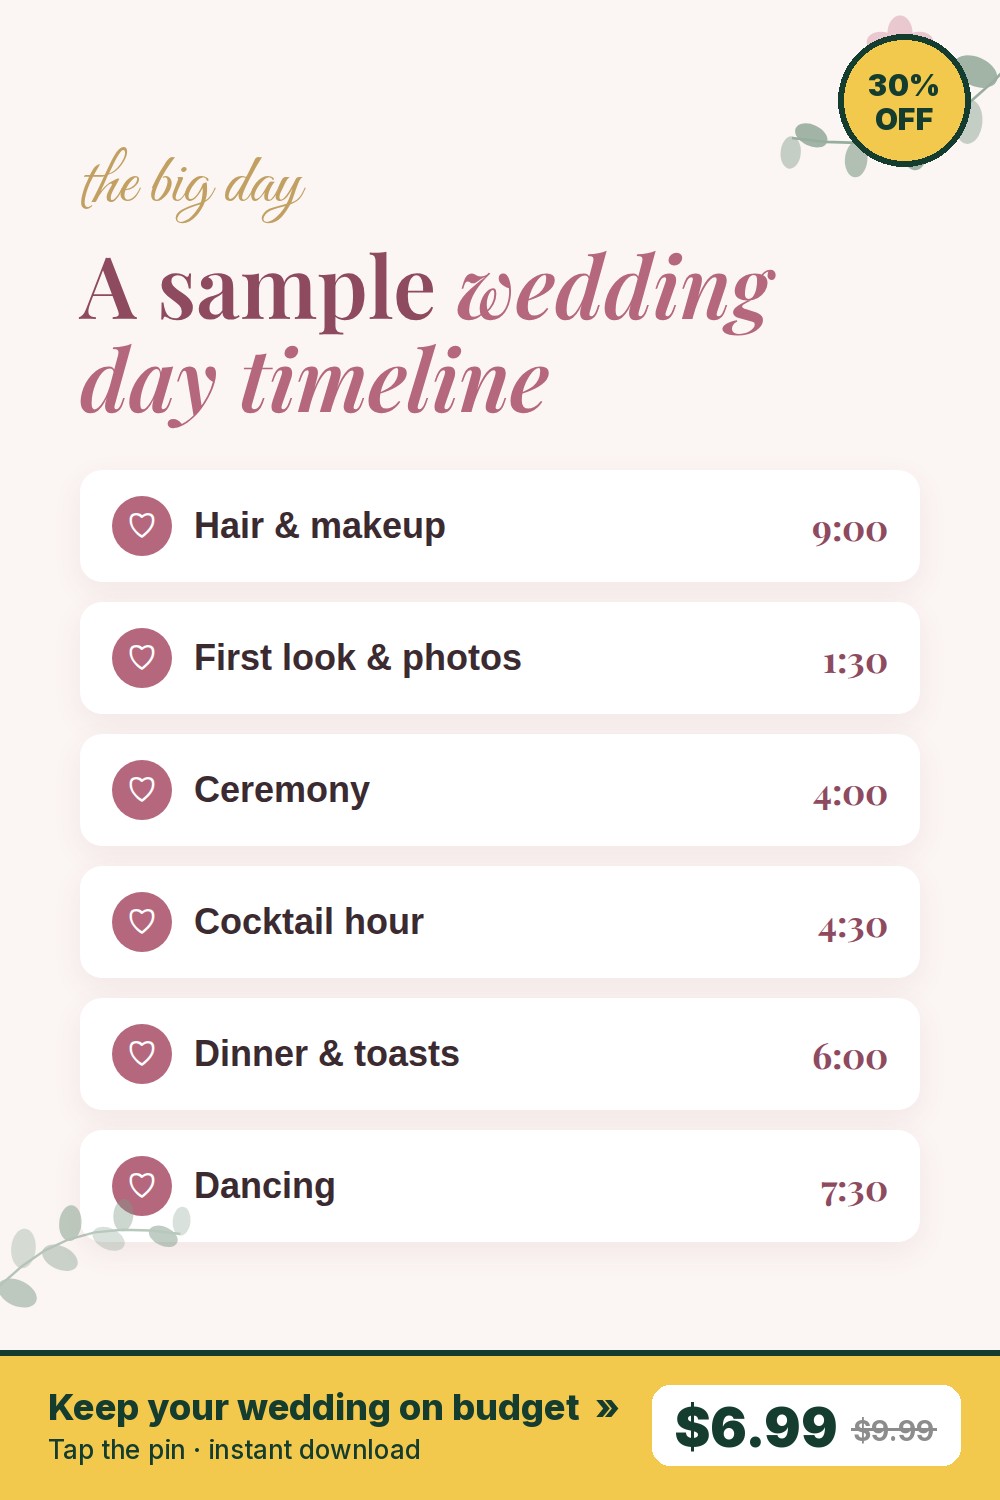 30%
OFF
the big day
A sample wedding
day timeline
Hair & makeup 9:00
First look & photos 1:30
Ceremony 4:00
Cocktail hour 4:30
Dinner & toasts 6:00
Dancing 7:30
Keep your wedding on budget »
Tap the pin · instant download
$6.99 $9.99